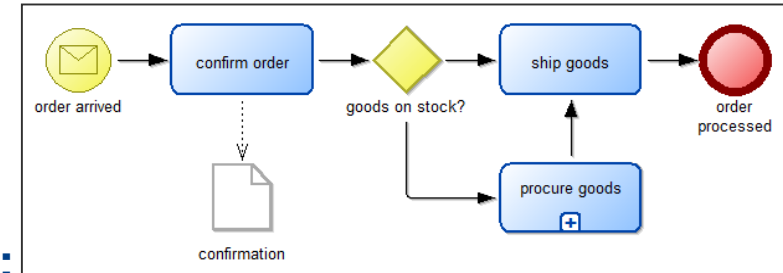 confirm order
ship goods
order arrived
goods on stock?
order
processed
procure goods
confirmation